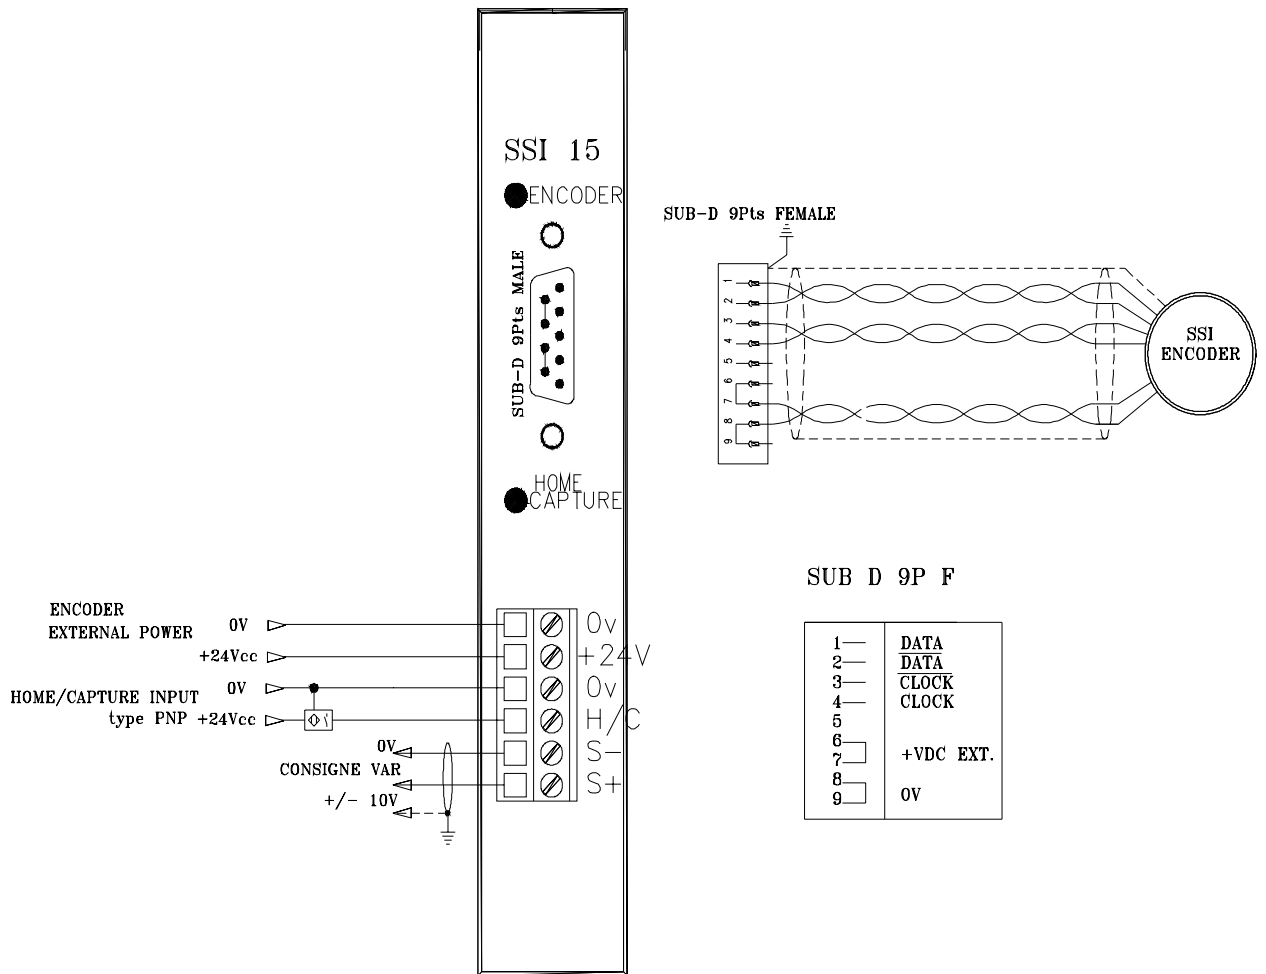 SSI 15
ENCODER
SUB-D 9Pts MALE
HOME
CAPTURE
ENCODER
EXTERNAL POWER
0V
0v
+24Vcc
+24V
HOME/CAPTURE INPUT
0V
0v
type PNP +24Vcc
H/C
0V
S-
CONSIGNE VAR
S+
+/- 10V
SUB-D 9Pts FEMALE
1
2
3
4
5
6
7
8
9
SSI
ENCODER
SUB D 9P F
1 DATA
2 D̅A̅T̅A̅
3 C̅L̅O̅C̅K̅
4 CLOCK
5
6
7 +VDC EXT.
8
9 0V